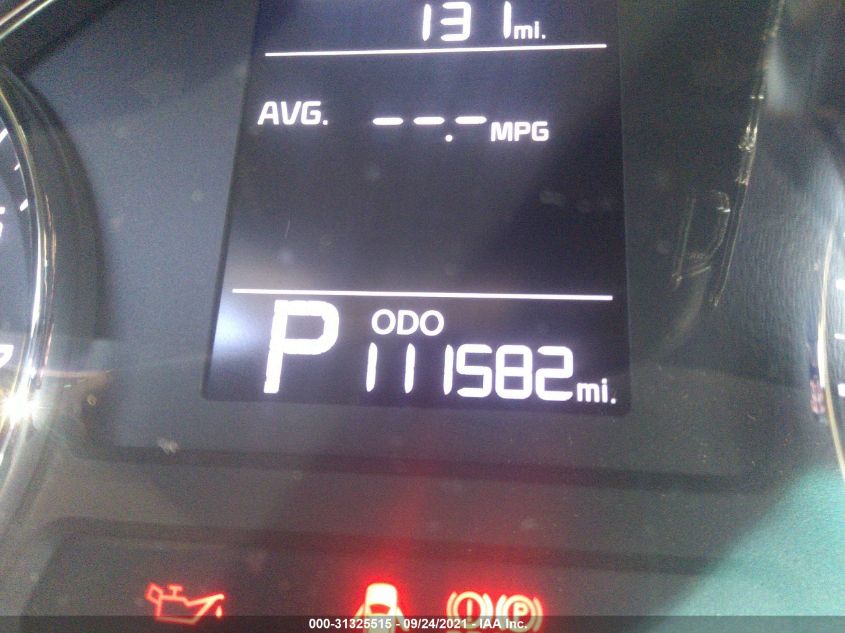 131 mi.
AVG. --.- MPG
P ODO
111582 mi.
P
000-31325515 - 09/24/2021 - IAA Inc.